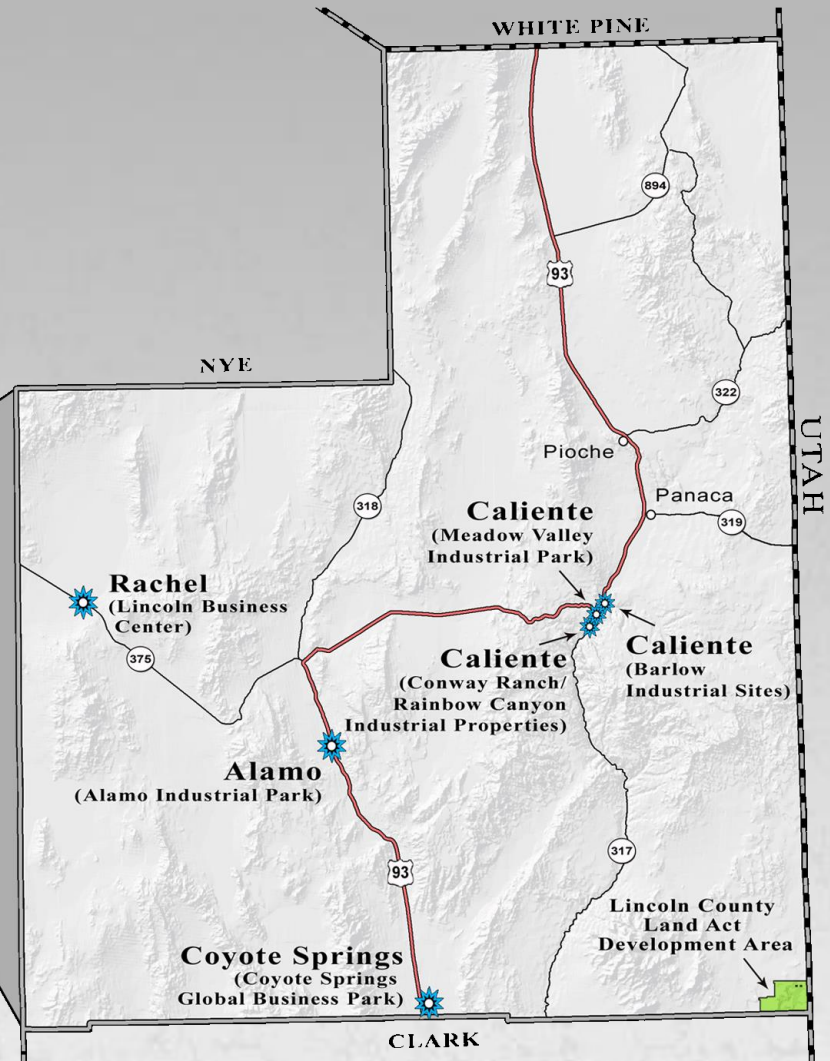 WHITE PINE
894
93
NYE
322
UTAH
Pioche
Panaca
318
Caliente
(Meadow Valley
Industrial Park)
319
Rachel
(Lincoln Business
Center)
375
Caliente
(Conway Ranch/
Rainbow Canyon
Industrial Properties)
Caliente
(Barlow
Industrial Sites)
Alamo
(Alamo Industrial Park)
93
317
Lincoln County
Land Act
Development Area
Coyote Springs
(Coyote Springs
Global Business Park)
CLARK